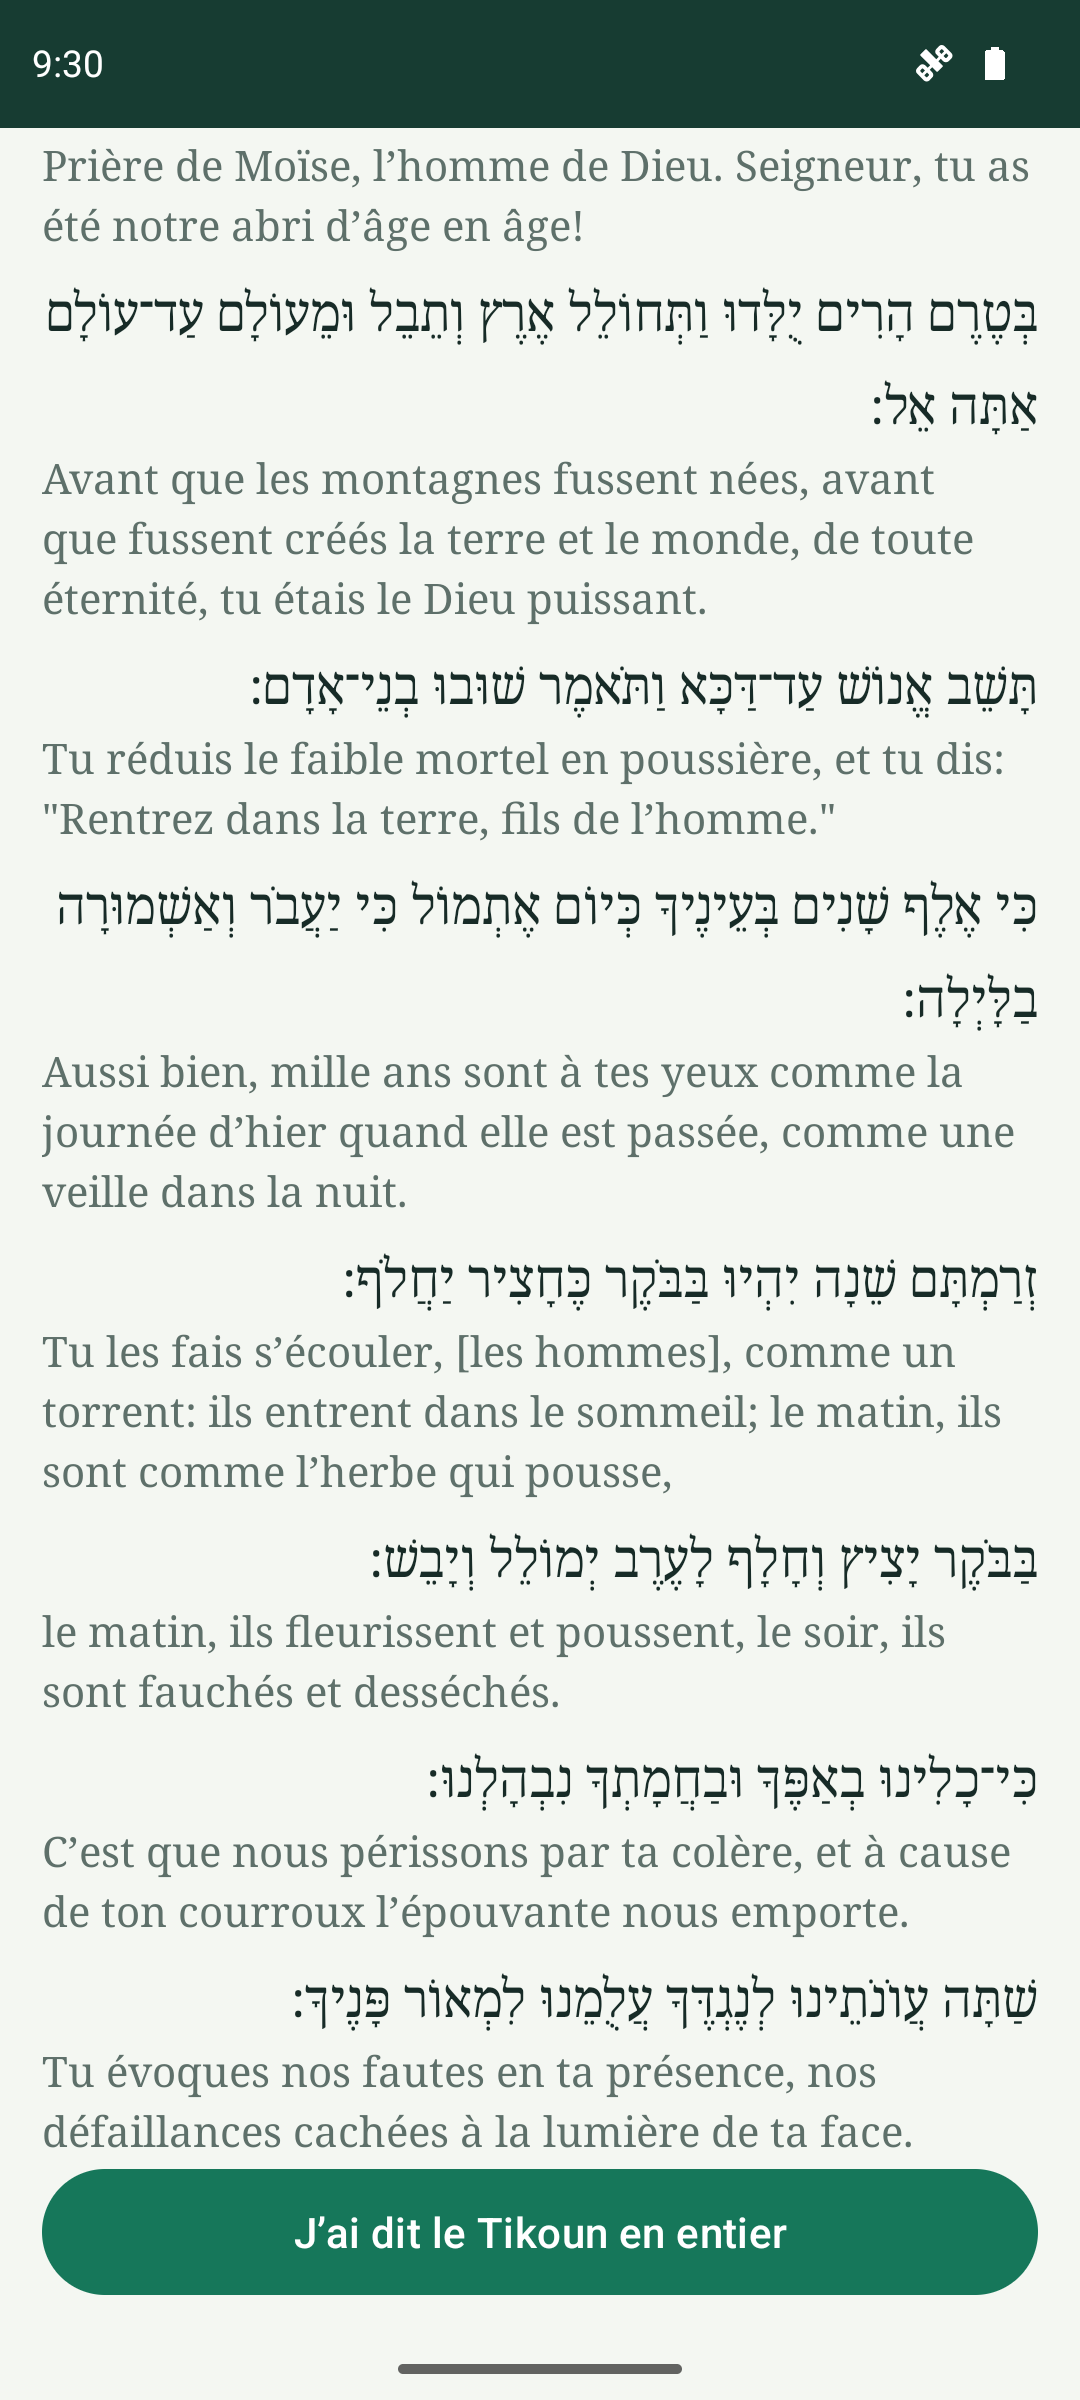 9:30
Prière de Moïse, l’homme de Dieu. Seigneur, tu as
été notre abri d’âge en âge!
בְּטֶרֶם הָרִים יֻלָּדוּ וַתְּחוֹלֵל אֶרֶץ וְתֵבֵל וּמֵעוֹלָם עַד־עוֹלָם
אַתָּה אֵל:
Avant que les montagnes fussent nées, avant
que fussent créés la terre et le monde, de toute
éternité, tu étais le Dieu puissant.
תָּשֵׁב אֱנוֹשׁ עַד־דַּכָּא וַתֹּאמֶר שׁוּבוּ בְנֵי־אָדָם:
Tu réduis le faible mortel en poussière, et tu dis:
"Rentrez dans la terre, fils de l’homme."
כִּי אֶלֶף שָׁנִים בְּעֵינֶיךָ כְּיוֹם אֶתְמוֹל כִּי יַעֲבֹר וְאַשְׁמוּרָה
בַלָּיְלָה:
Aussi bien, mille ans sont à tes yeux comme la
journée d’hier quand elle est passée, comme une
veille dans la nuit.
זְרַמְתָּם שֵׁנָה יִהְיוּ בַּבֹּקֶר כֶּחָצִיר יַחֲלֹף:
Tu les fais s’écouler, [les hommes], comme un
torrent: ils entrent dans le sommeil; le matin, ils
sont comme l’herbe qui pousse,
בַּבֹּקֶר יָצִיץ וְחָלָף לָעֶרֶב יְמוֹלֵל וְיָבֵשׁ:
le matin, ils fleurissent et poussent, le soir, ils
sont fauchés et desséchés.
כִּי־כָלִינוּ בְאַפֶּךָ וּבַחֲמָתְךָ נִבְהָלְנוּ:
C’est que nous périssons par ta colère, et à cause
de ton courroux l’épouvante nous emporte.
שַׁתָּה עֲוֺנֹתֵינוּ לְנֶגְדֶּךָ עֲלֻמֵנוּ לִמְאוֹר פָּנֶיךָ:
Tu évoques nos fautes en ta présence, nos
défaillances cachées à la lumière de ta face.
J’ai dit le Tikoun en entier